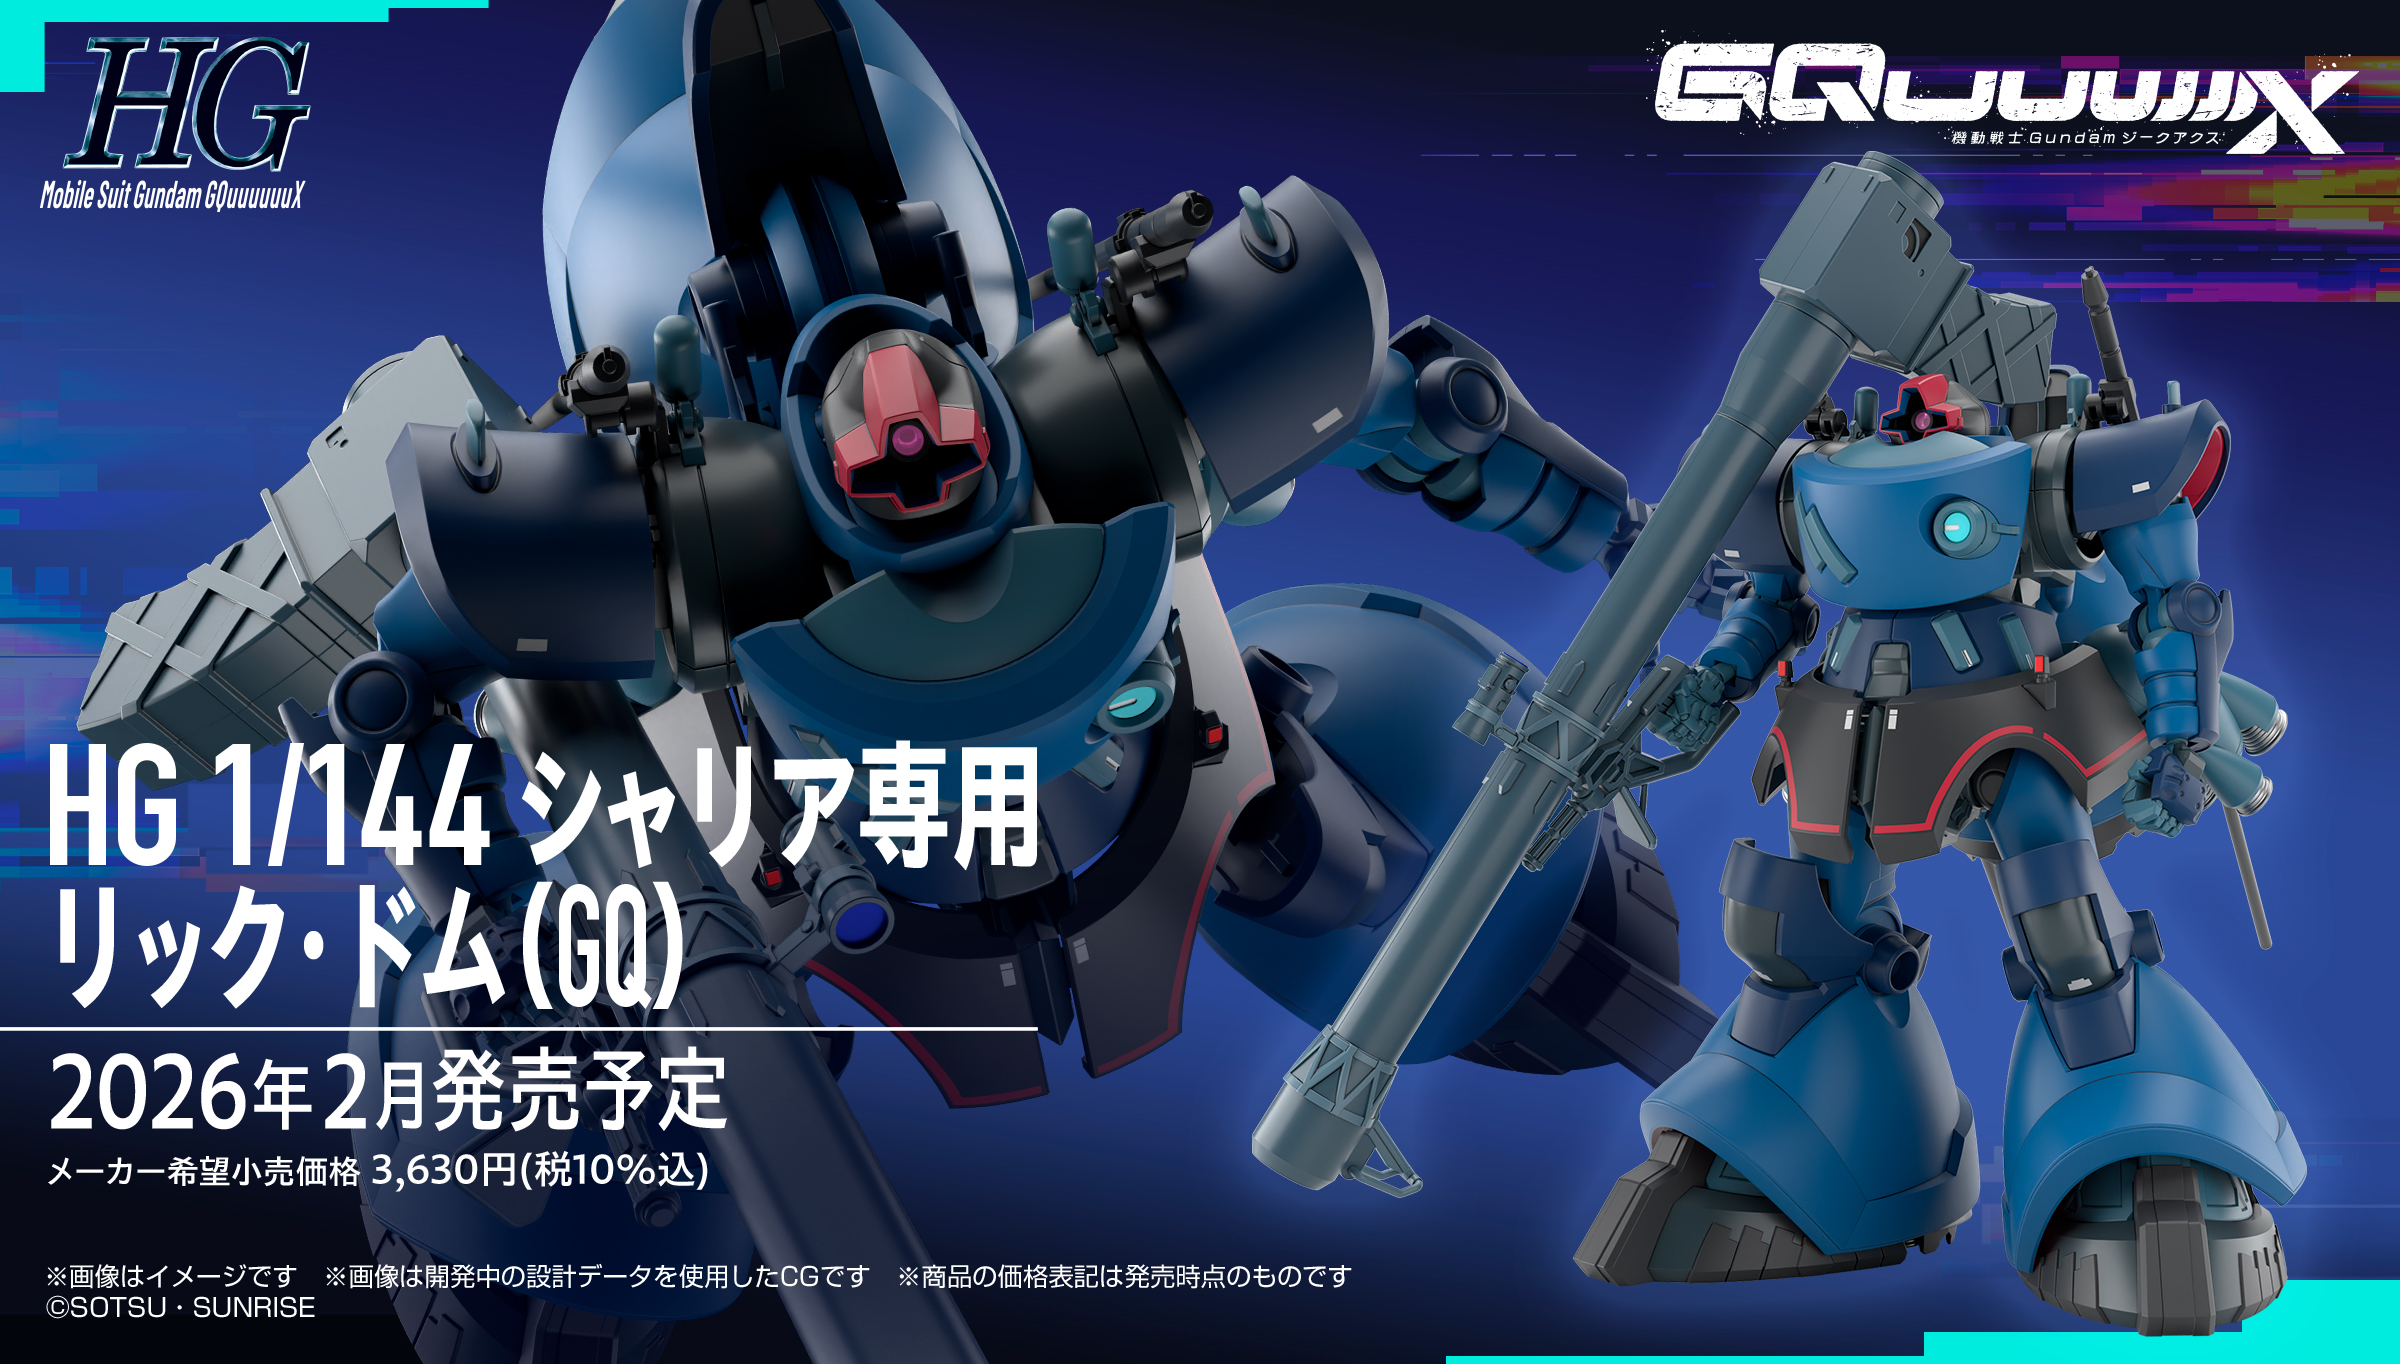 HG
Mobile Suit Gundam GQuuuuuuX
GQuuuuuuX
機動戦士Gundamジークアクス
HG 1/144 シャリア専用
リック・ドム(GQ)
2026年2月発売予定
メーカー希望小売価格 3,630円(税10%込)
※画像はイメージです ※画像は開発中の設計データを使用したCGです ※商品の価格表記は発売時点のものです
©SOTSU・SUNRISE